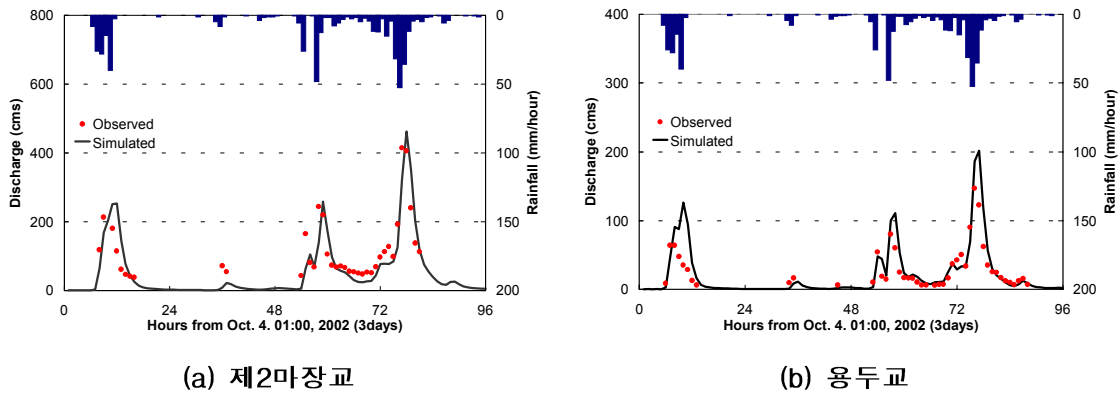 800
600
400
200
0
Discharge (cms)
0
50
100
150
200
Rainfall (mm/hour)
Observed
Simulated
0 24 48 72 96
Hours from Oct. 4. 01:00, 2002 (3days)
(a) 제2마장교
400
300
200
100
0
Discharge (cms)
0
50
100
150
200
Rainfall (mm/hour)
Observed
Simulated
0 24 48 72 96
Hours from Oct. 4. 01:00, 2002 (3days)
(b) 용두교